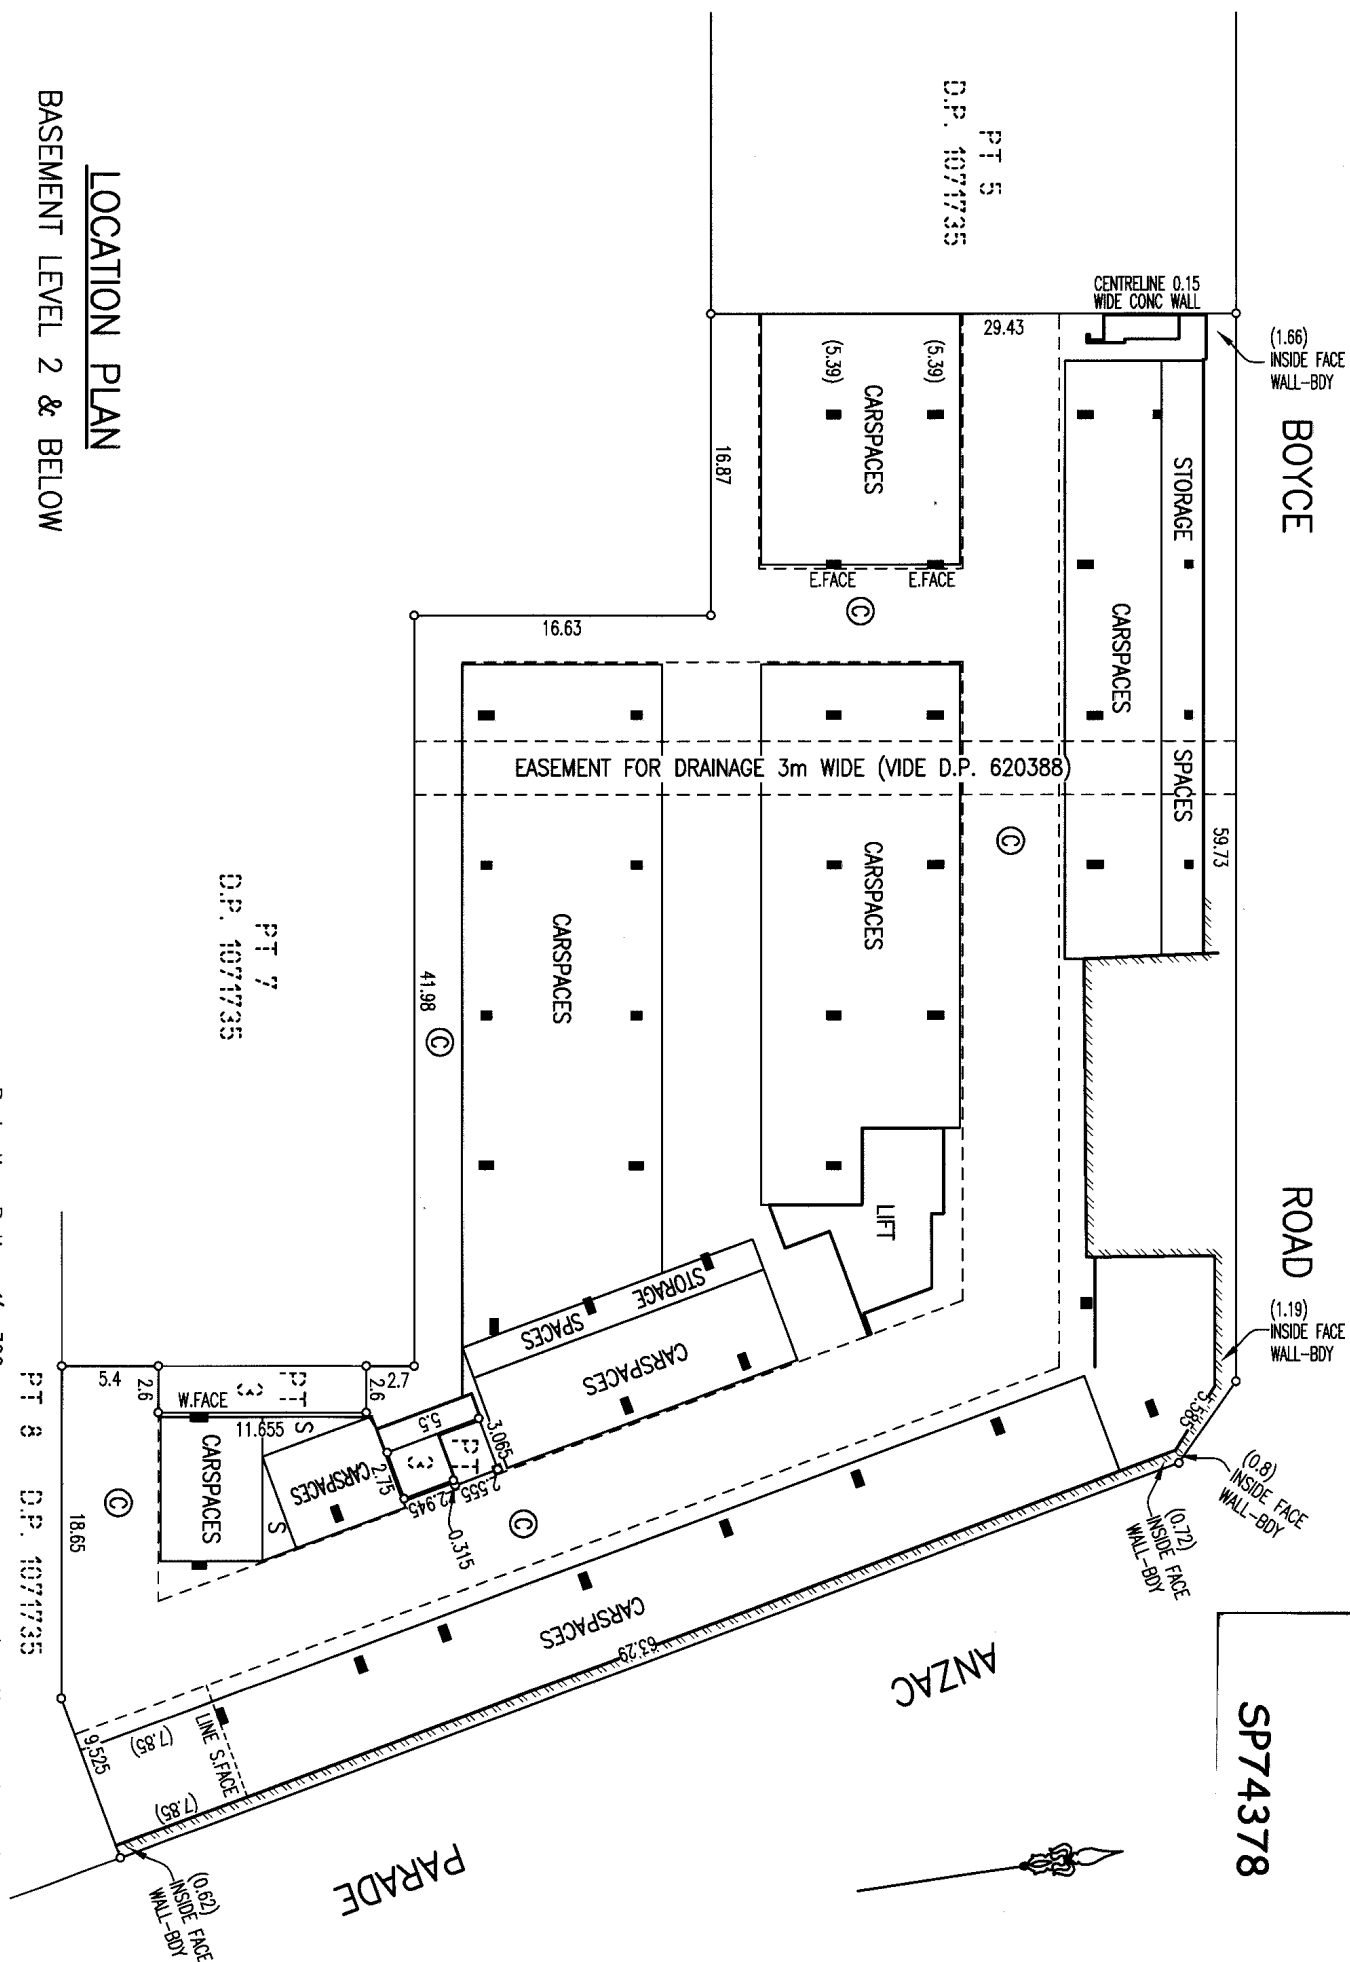 SP74378
BOYCE
ROAD
(1.66)
INSIDE FACE
WALL-BDY
(1.19)
INSIDE FACE
WALL-BDY
(0.8)
INSIDE FACE
WALL-BDY
(0.72)
INSIDE FACE
WALL-BDY
5.585
59.73
PT 5
D.P. 1071735
CENTRELINE 0.15
WIDE CONC WALL
29.43
STORAGE
SPACES
CARSPACES
(5.39)
(5.39)
CARSPACES
E.FACE
E.FACE
16.87
16.63
©
EASEMENT FOR DRAINAGE 3m WIDE (VIDE D.P. 620388)
©
CARSPACES
CARSPACES
LIFT
41.98
©
STORAGE
SPACES
CARSPACES
PT 7
D.P. 1071735
5.4
2.6
W.FACE
PT
3
2.6
2.7
11.655
S
CARSPACES
CARSPACES
S
5.5
3.065
PT
3
2.75
2.945
2.555
0.315
©
©
18.65
PT 8 D.P. 1071735
CARSPACES
63.29
ANZAC
PARADE
LINE S.FACE
(7.85)
(7.85)
9.525
(0.62)
INSIDE FACE
WALL-BDY
LOCATION PLAN
BASEMENT LEVEL 2 & BELOW